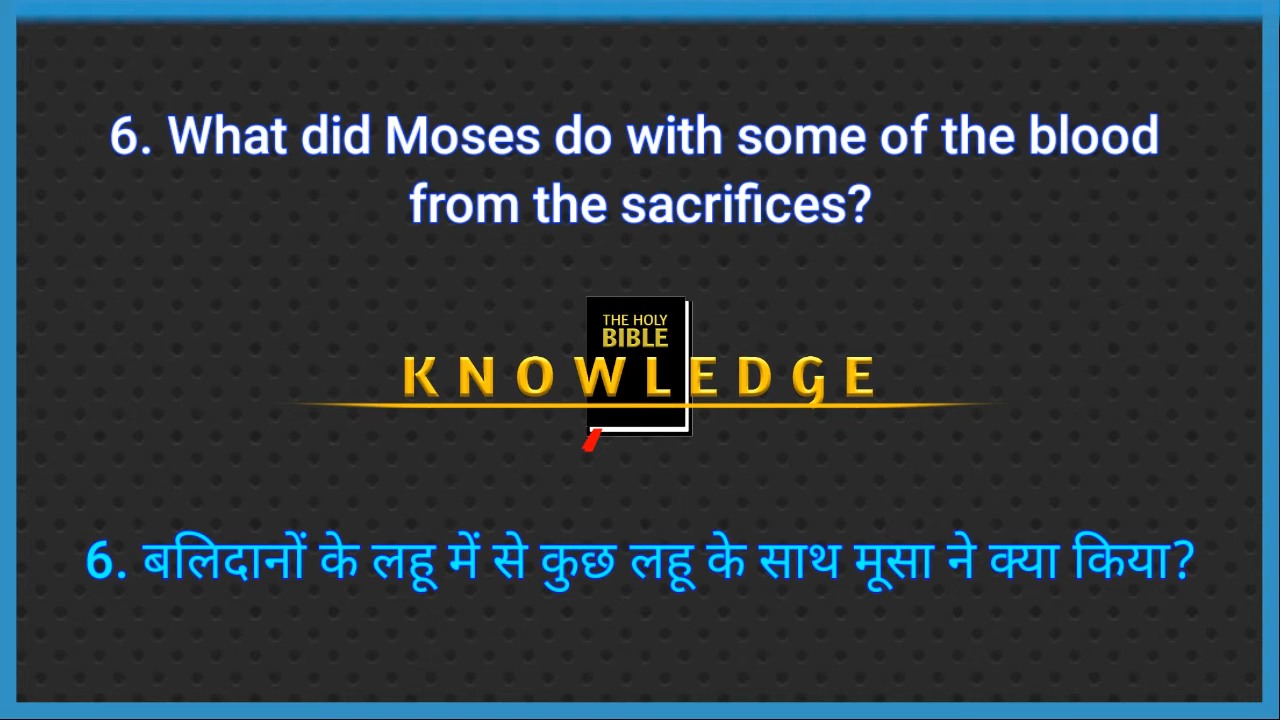 6. What did Moses do with some of the blood
from the sacrifices?
THE HOLY
BIBLE
KNOWLEDGE
6. बलिदानों के लहू में से कुछ लहू के साथ मूसा ने क्या किया?